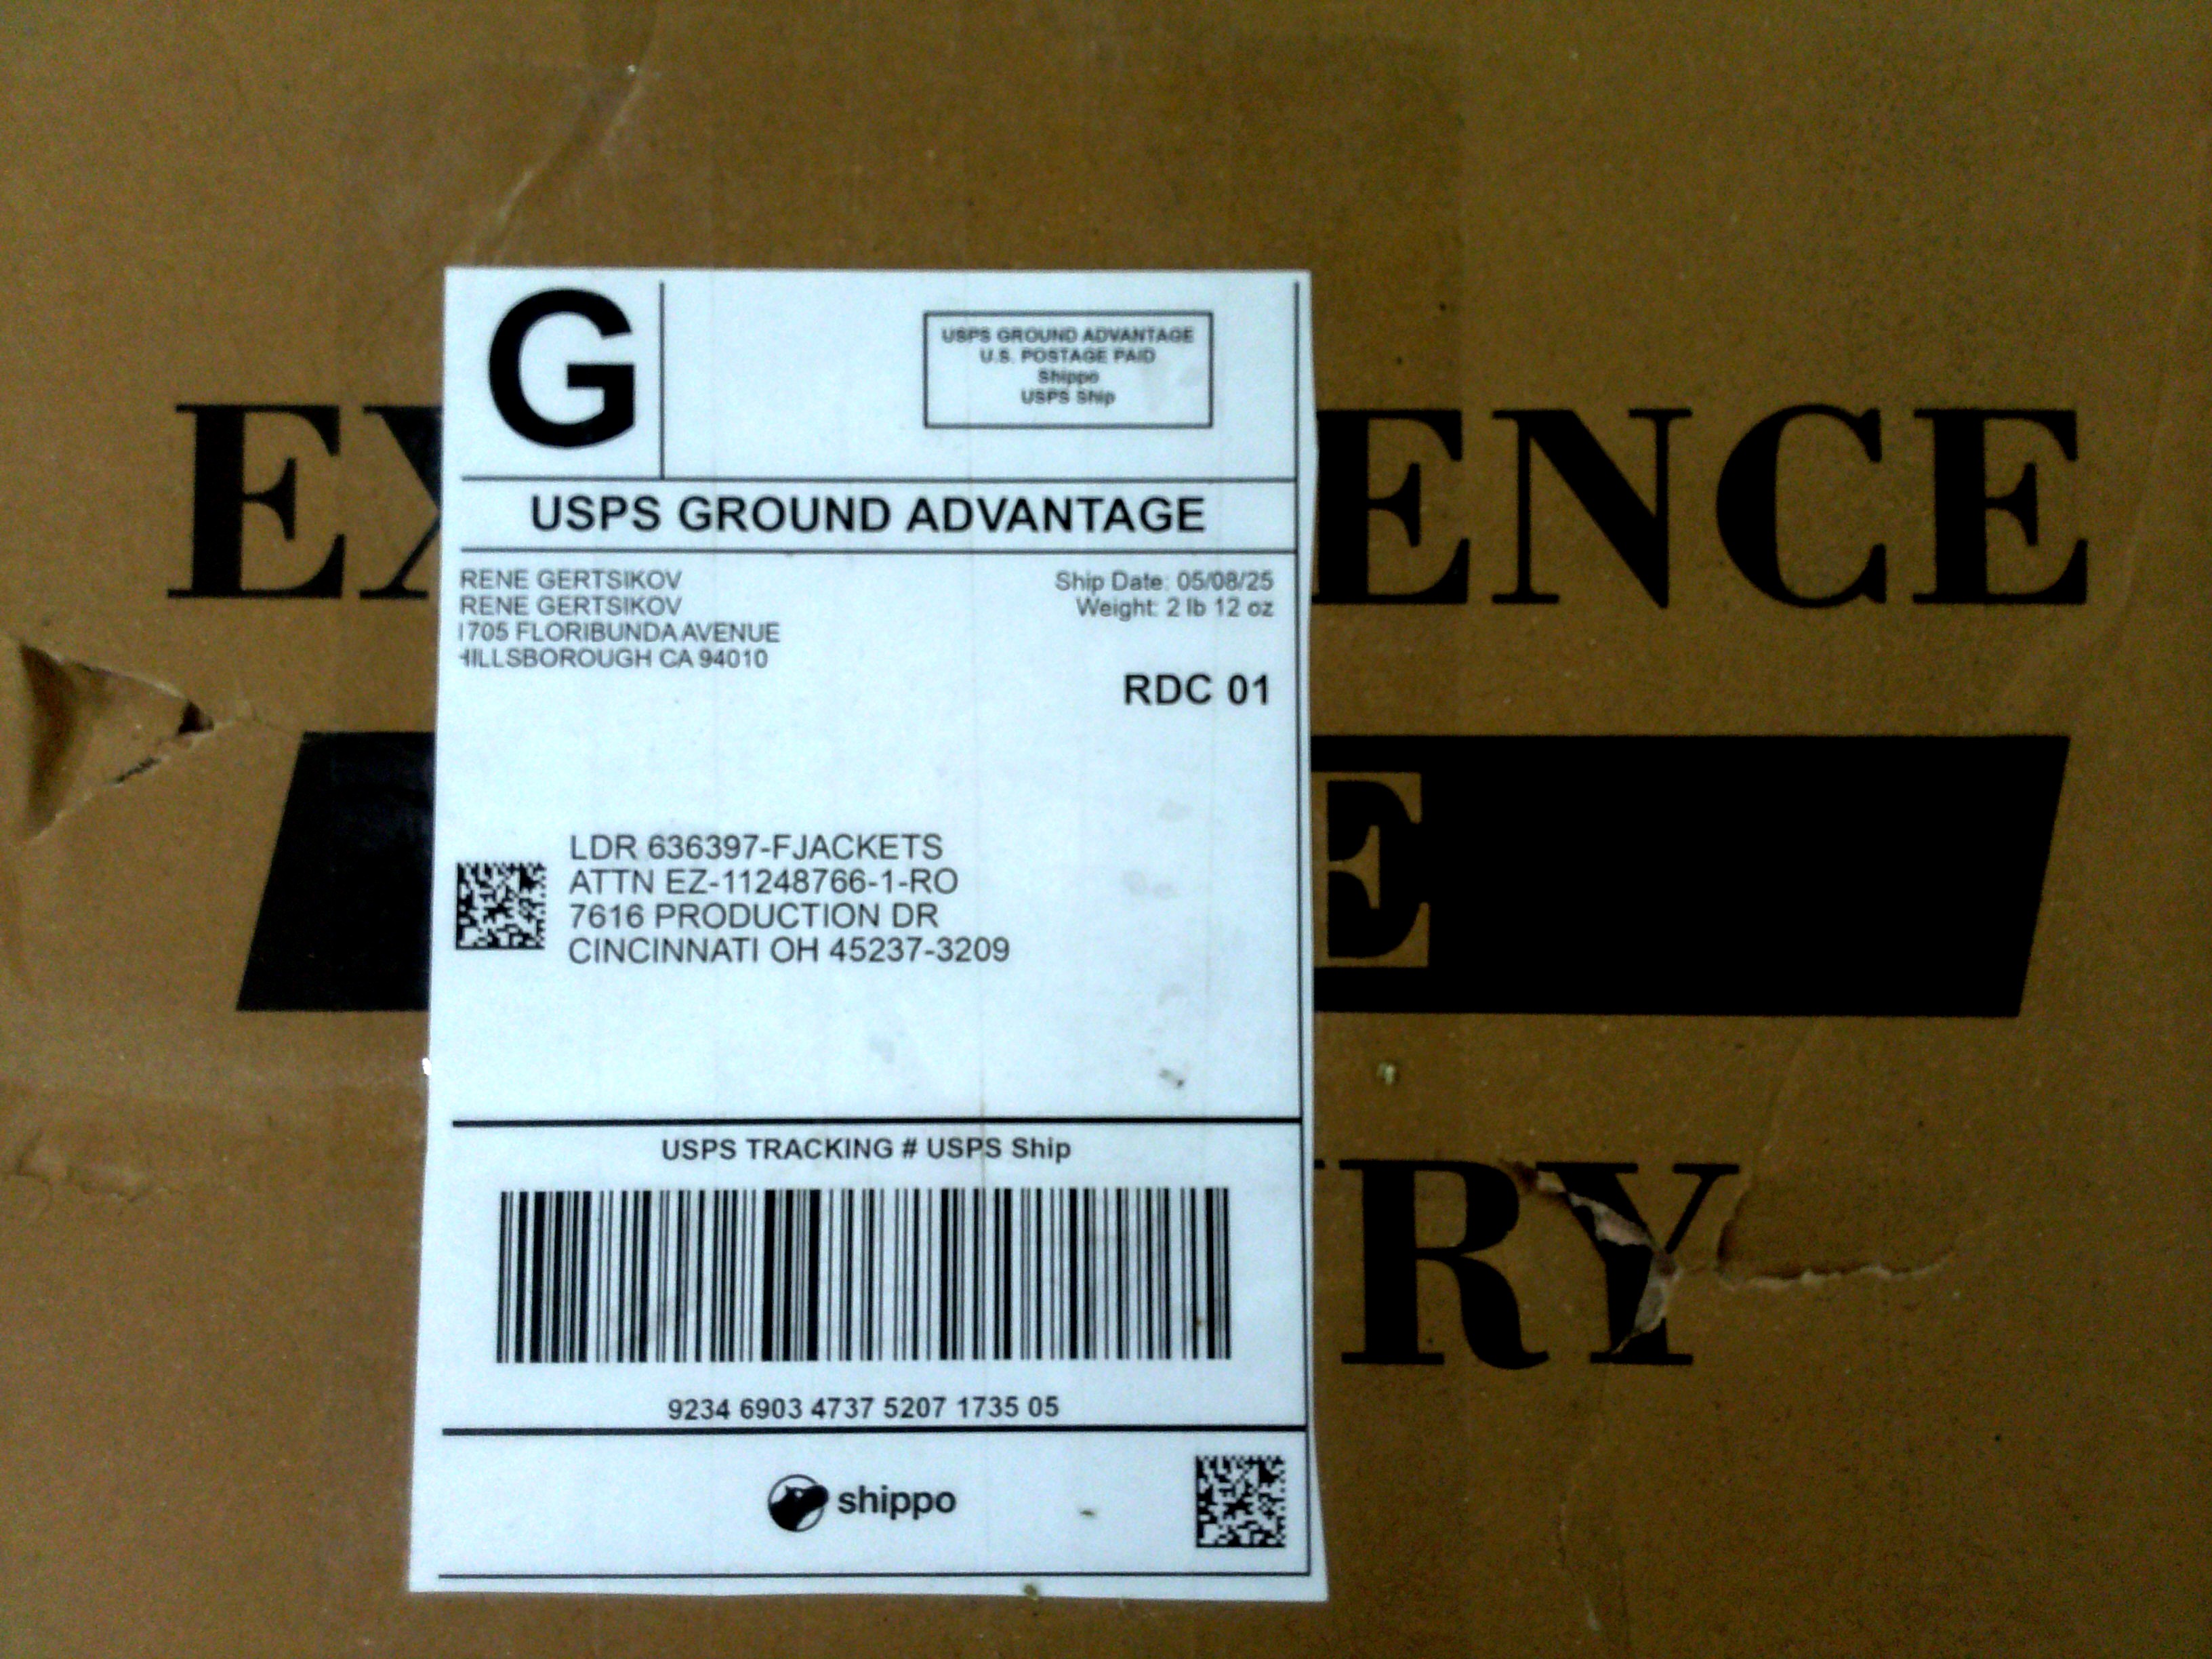 G
USPS GROUND ADVANTAGE
U.S. POSTAGE PAID
Shippo
USPS Ship
USPS GROUND ADVANTAGE
RENE GERTSIKOV
RENE GERTSIKOV
1705 FLORIBUNDA AVENUE
HILLSBOROUGH CA 94010
Ship Date: 05/08/25
Weight: 2 lb 12 oz
RDC 01
LDR 636397-FJACKETS
ATTN EZ-11248766-1-RO
7616 PRODUCTION DR
CINCINNATI OH 45237-3209
USPS TRACKING # USPS Ship
9234 6903 4737 5207 1735 05
shippo
EX ENCE
E
RY